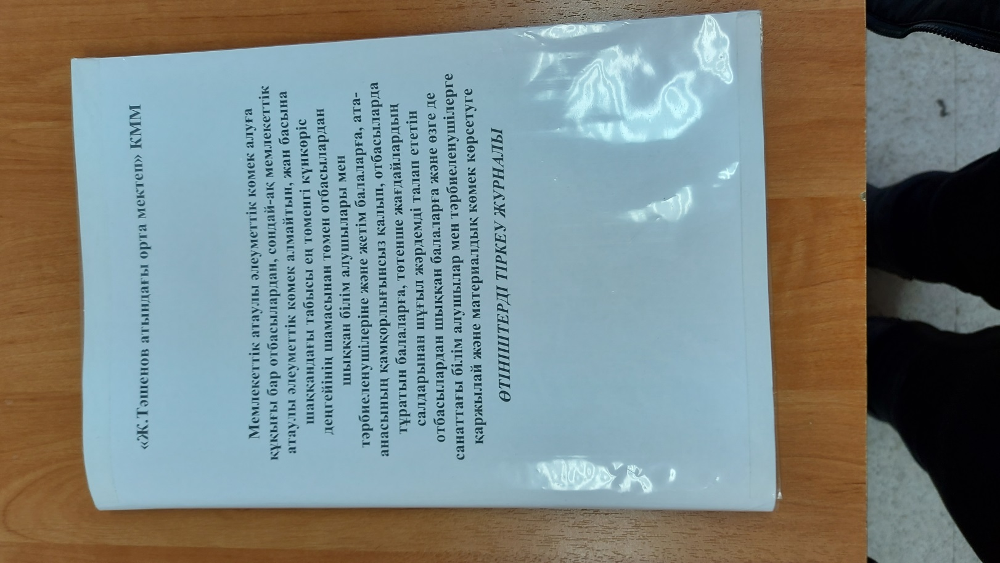 «Ж.Тәшенов атындағы орта мектеп» КММ
Мемлекеттік атаулы әлеуметтік көмек алуға
құқығы бар отбасылардан, сондай-ақ мемлекеттік
атаулы әлеуметтік көмек алмайтын, жан басына
шаққандағы табысы ең төменгі күнкөріс
деңгейінің шамасынан төмен отбасылардан
шыққан білім алушылары мен
тәрбиеленушілеріне және жетім балаларға, ата-
анасының қамқорлығынсыз қалып, отбасыларда
тұратын балаларға, төтенше жағдайлардың
салдарынан шұғыл жәрдемді талап ететін
отбасылардан шыққан балаларға және өзге де
санаттағы білім алушылар мен тәрбиеленушілерге
қаржылай және материалдық көмек көрсетуге
ӨТІНІШТЕРДІ ТІРКЕУ ЖУРНАЛЫ